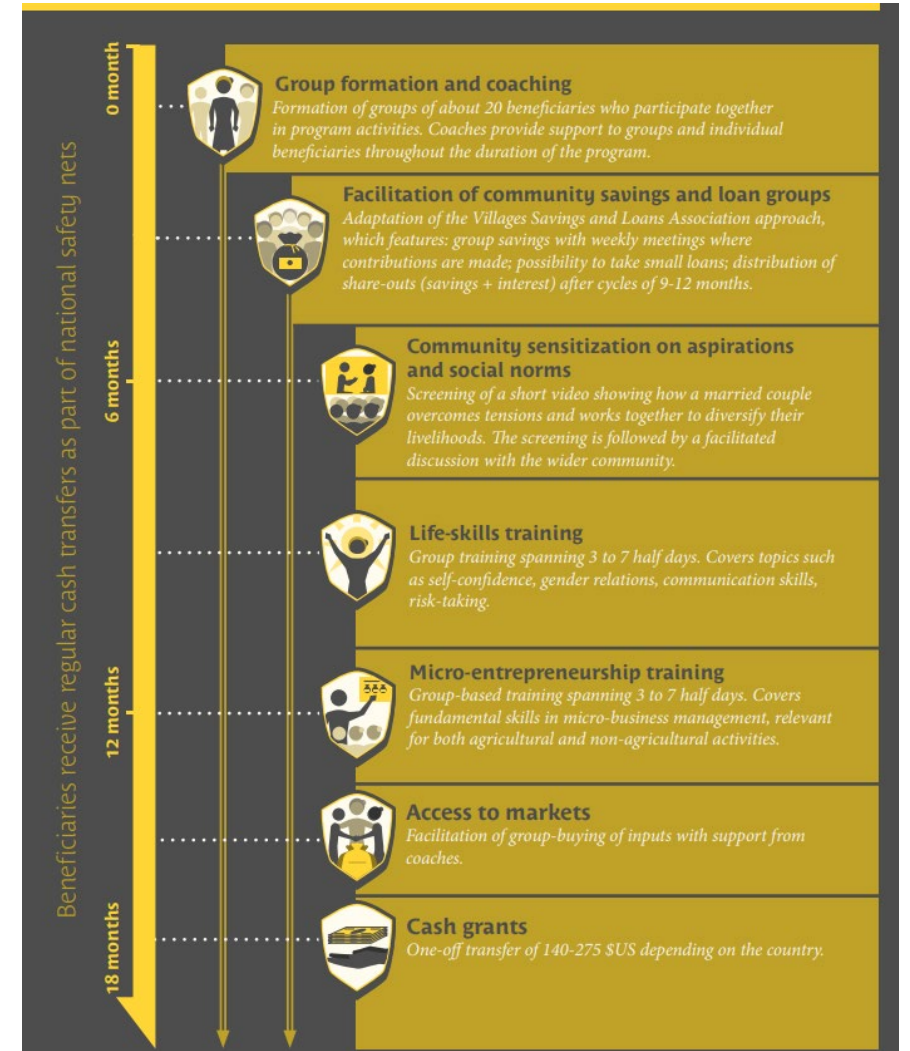 Beneficiaries receive regular cash transfers as part of national safety nets
0 month
Group formation and coaching
Formation of groups of about 20 beneficiaries who participate together
in program activities. Coaches provide support to groups and individual
beneficiaries throughout the duration of the program.
Facilitation of community savings and loan groups
Adaptation of the Villages Savings and Loans Association approach,
which features: group savings with weekly meetings where
contributions are made; possibility to take small loans; distribution of
share-outs (savings + interest) after cycles of 9-12 months.
6 months
Community sensitization on aspirations
and social norms
Screening of a short video showing how a married couple
overcomes tensions and works together to diversify their
livelihoods. The screening is followed by a facilitated
discussion with the wider community.
Life-skills training
Group training spanning 3 to 7 half days. Covers topics such
as self-confidence, gender relations, communication skills,
risk-taking.
12 months
Micro-entrepreneurship training
Group-based training spanning 3 to 7 half days. Covers
fundamental skills in micro-business management, relevant
for both agricultural and non-agricultural activities.
Access to markets
Facilitation of group-buying of inputs with support from
coaches.
18 months
Cash grants
One-off transfer of 140-275 $US depending on the country.